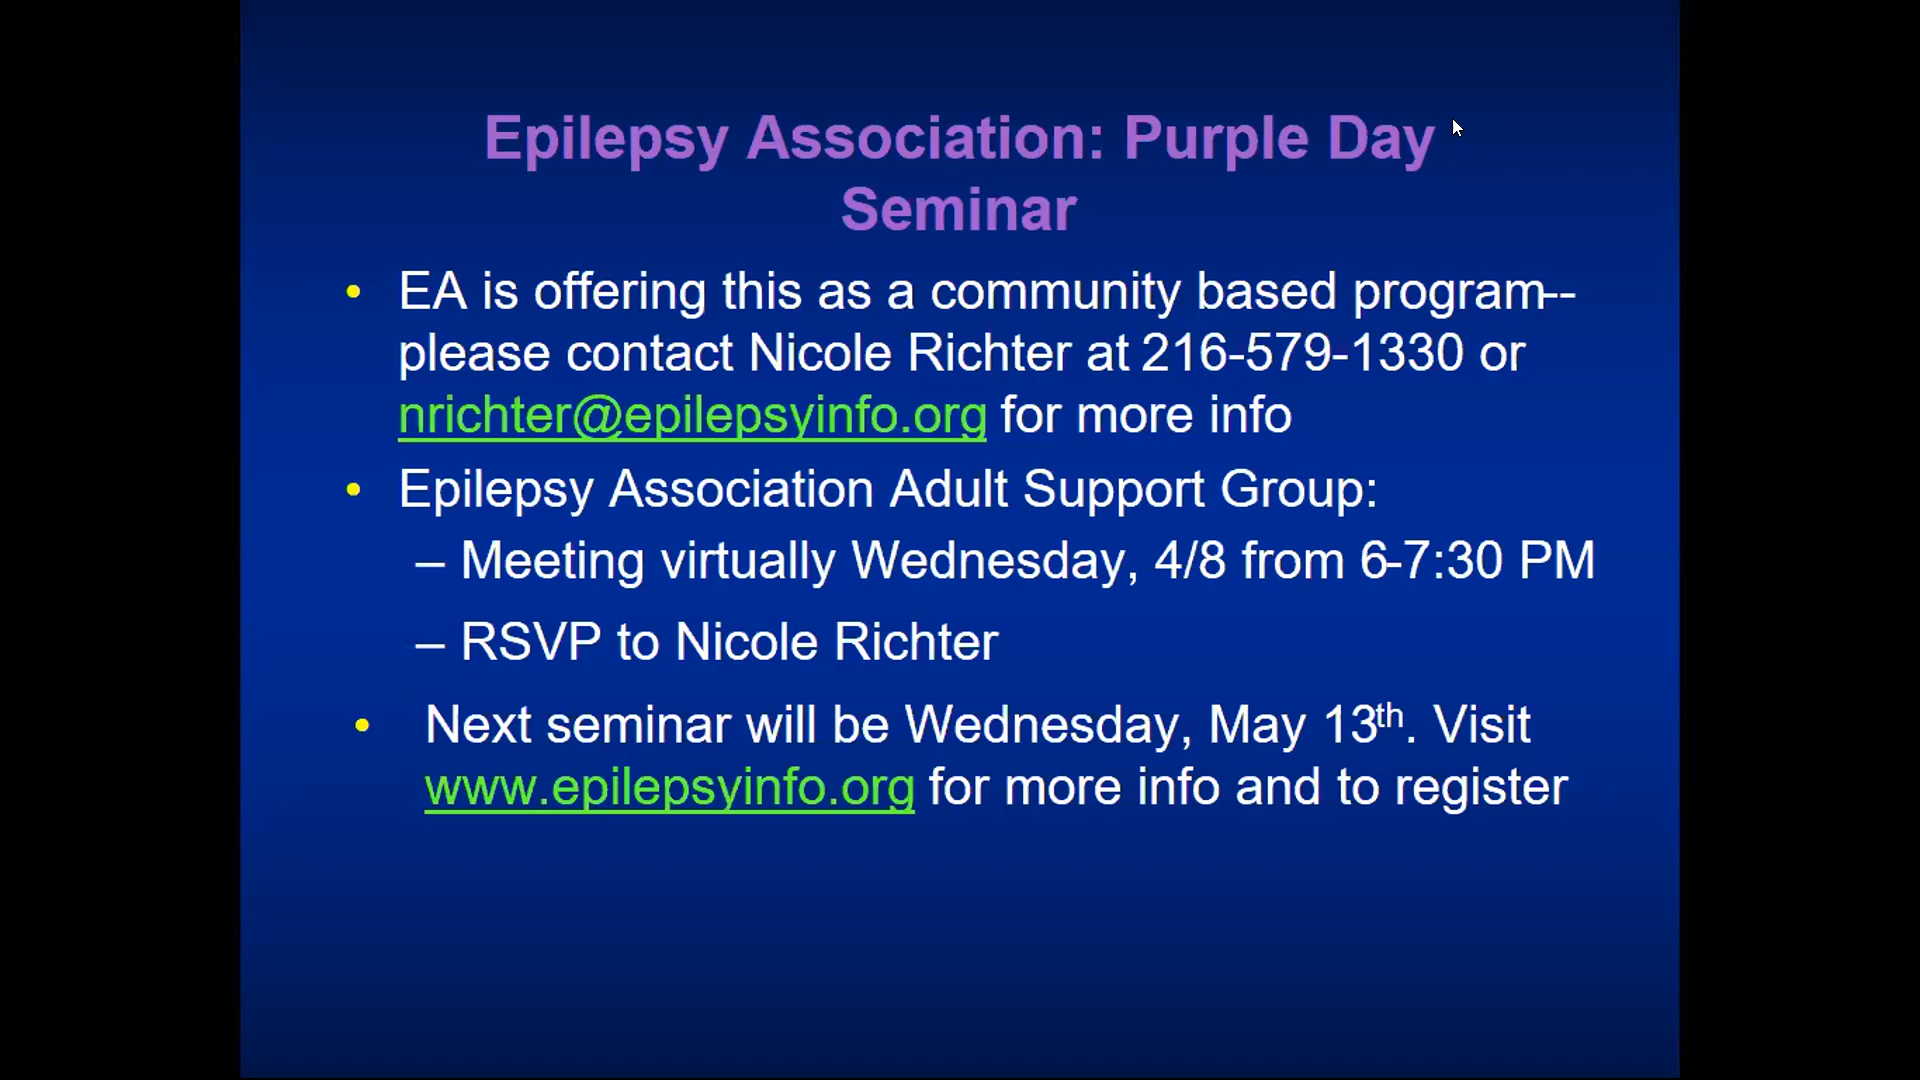 Epilepsy Association: Purple Day
Seminar
• EA is offering this as a community based program--
please contact Nicole Richter at 216-579-1330 or
nrichter@epilepsyinfo.org for more info
• Epilepsy Association Adult Support Group:
– Meeting virtually Wednesday, 4/8 from 6-7:30 PM
– RSVP to Nicole Richter
• Next seminar will be Wednesday, May 13th. Visit
www.epilepsyinfo.org for more info and to register